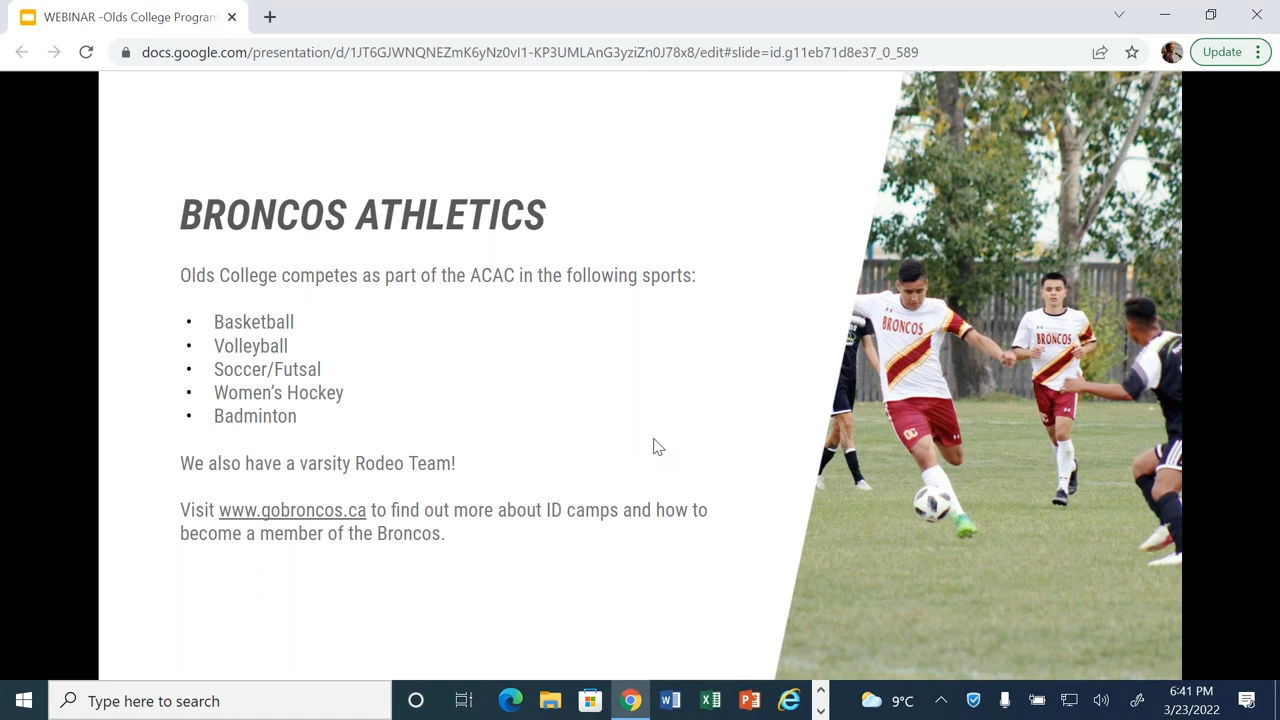 WEBINAR -Olds College Program
docs.google.com/presentation/d/1JT6GJWNQNEZmK6yNz0vI1-KP3UMLAnG3yziZn0J78x8/edit#slide=id.g11eb71d8e37_0_589
Update
BRONCOS ATHLETICS
Olds College competes as part of the ACAC in the following sports:
• Basketball
• Volleyball
• Soccer/Futsal
• Women’s Hockey
• Badminton
We also have a varsity Rodeo Team!
Visit www.gobroncos.ca to find out more about ID camps and how to
become a member of the Broncos.
BRONCOS
BRONCOS
OC
Type here to search
9°C
6:41 PM
3/23/2022